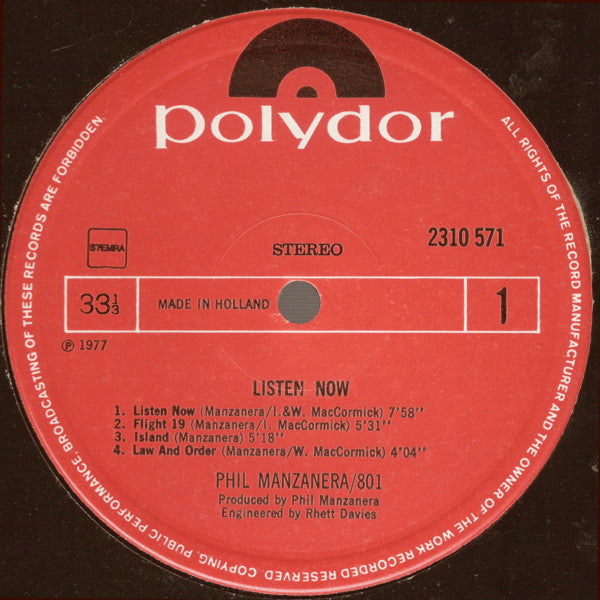 polydor
STEMRA
STEREO
2310 571
33⅓
MADE IN HOLLAND
1
℗ 1977
LISTEN NOW
1. Listen Now (Manzanera/I.&W. MacCormick) 7'58''
2. Flight 19 (Manzanera/I. MacCormick) 5'31''
3. Island (Manzanera) 5'18''
4. Law And Order (Manzanera/W. MacCormick) 4'04''
PHIL MANZANERA/801
Produced by Phil Manzanera
Engineered by Rhett Davies
ALL RIGHTS OF THE RECORD MANUFACTURER AND THE OWNER OF THE WORK RECORDED RESERVED. COPYING, PUBLIC PERFORMANCE, BROADCASTING OF THESE RECORDS ARE FORBIDDEN.